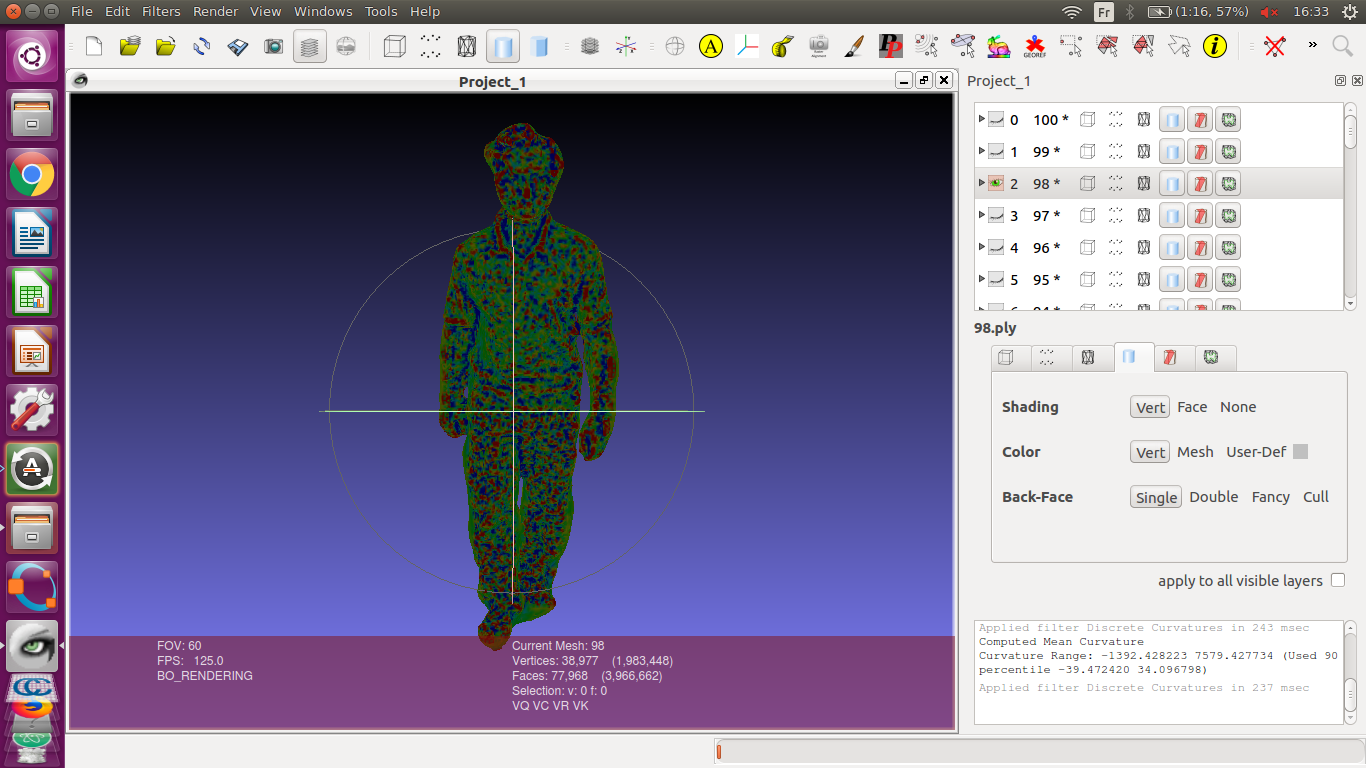 File Edit Filters Render View Windows Tools Help
Fr (1:16, 57%) 16:33
A PP GEOREF i »
Project_1
Project_1
0 100 *
1 99 *
2 98 *
3 97 *
4 96 *
5 95 *
98.ply
Shading Vert Face None
Color Vert Mesh User-Def
Back-Face Single Double Fancy Cull
apply to all visible layers
Applied filter Discrete Curvatures in 243 msec
Computed Mean Curvature
Curvature Range: -1392.428223 7579.427734 (Used 90
percentile -39.472420 34.096798)
Applied filter Discrete Curvatures in 237 msec
FOV: 60
FPS: 125.0
BO_RENDERING
Current Mesh: 98
Vertices: 38,977 (1,983,448)
Faces: 77,968 (3,966,662)
Selection: v: 0 f: 0
VQ VC VR VK